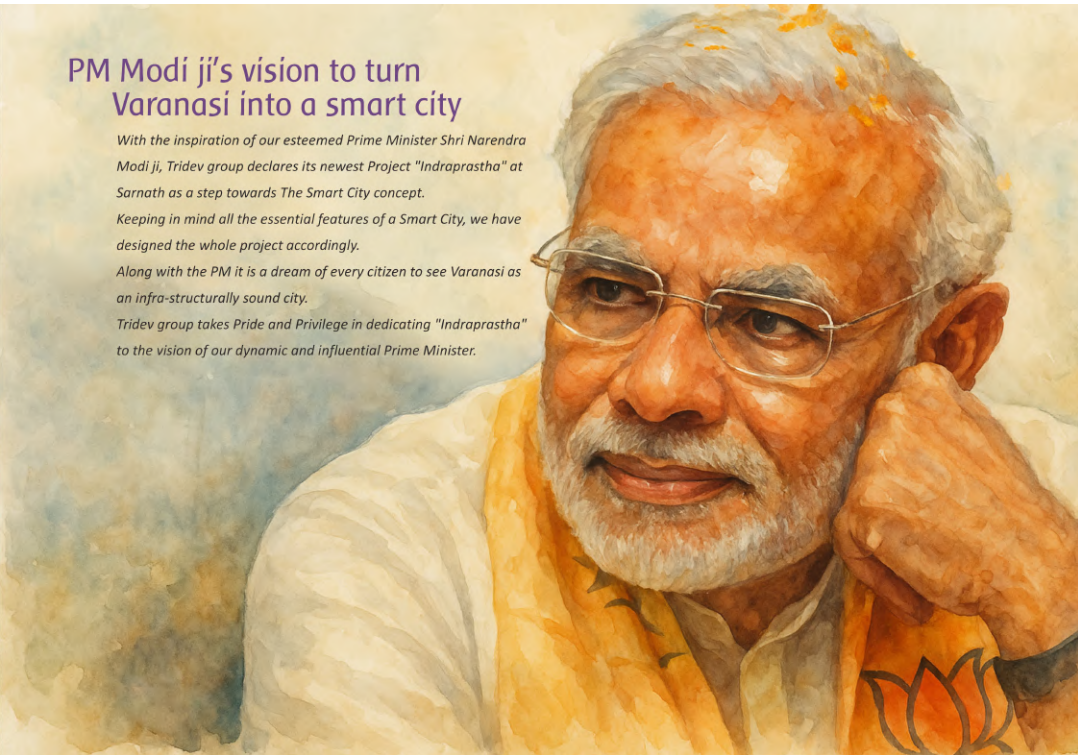 PM Modi ji's vision to turn
Varanasi into a smart city
With the inspiration of our esteemed Prime Minister Shri Narendra
Modi ji, Tridev group declares its newest Project "Indraprastha" at
Sarnath as a step towards The Smart City concept.
Keeping in mind all the essential features of a Smart City, we have
designed the whole project accordingly.
Along with the PM it is a dream of every citizen to see Varanasi as
an infra-structurally sound city.
Tridev group takes Pride and Privilege in dedicating "Indraprastha"
to the vision of our dynamic and influential Prime Minister.